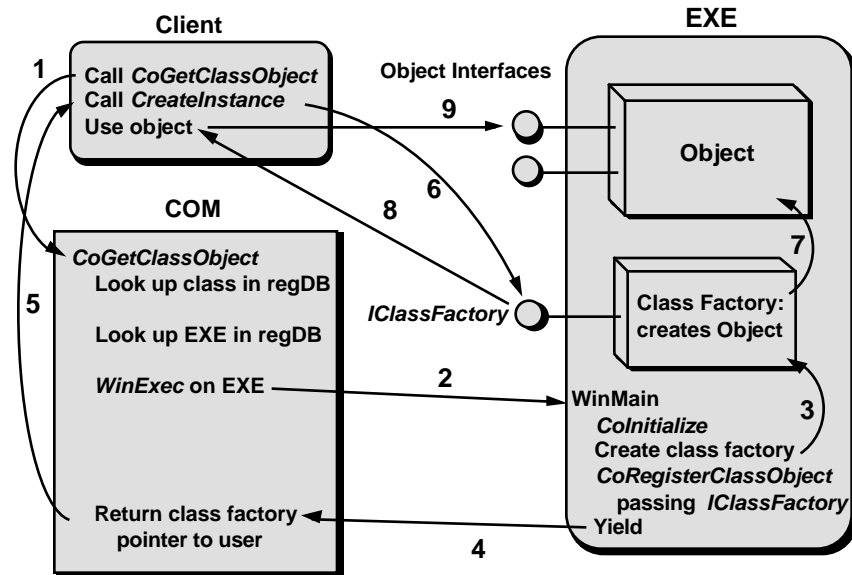 Client
EXE
1
Call CoGetClassObject
Call CreateInstance
Use object
Object Interfaces
9
Object
6
8
COM
7
CoGetClassObject
Look up class in regDB
5
IClassFactory
Class Factory:
creates Object
Look up EXE in regDB
2
WinExec on EXE
WinMain
3
CoInitialize
Create class factory
CoRegisterClassObject
passing IClassFactory
Return class factory
pointer to user
Yield
4